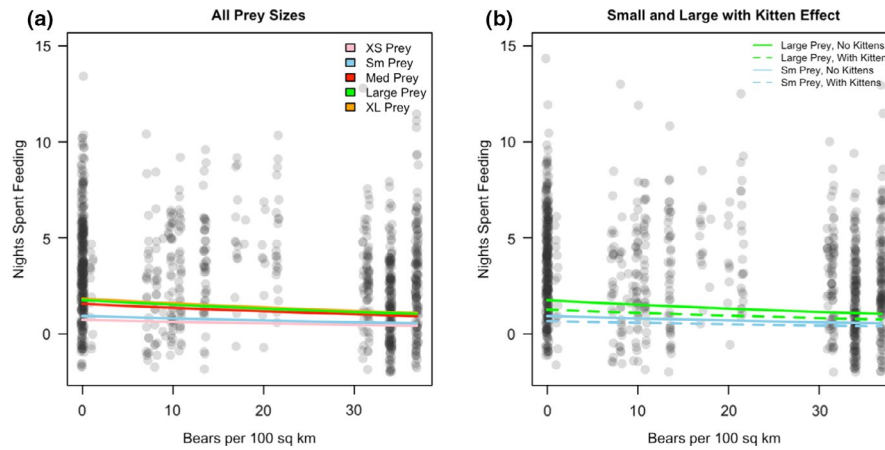 (a)
All Prey Sizes
XS Prey
Sm Prey
Med Prey
Large Prey
XL Prey
15
10
5
0
Nights Spent Feeding
0 10 20 30
Bears per 100 sq km
(b)
Small and Large with Kitten Effect
Large Prey, No Kittens
Large Prey, With Kitten
Sm Prey, No Kittens
Sm Prey, With Kittens
15
10
5
0
Nights Spent Feeding
0 10 20 30
Bears per 100 sq km